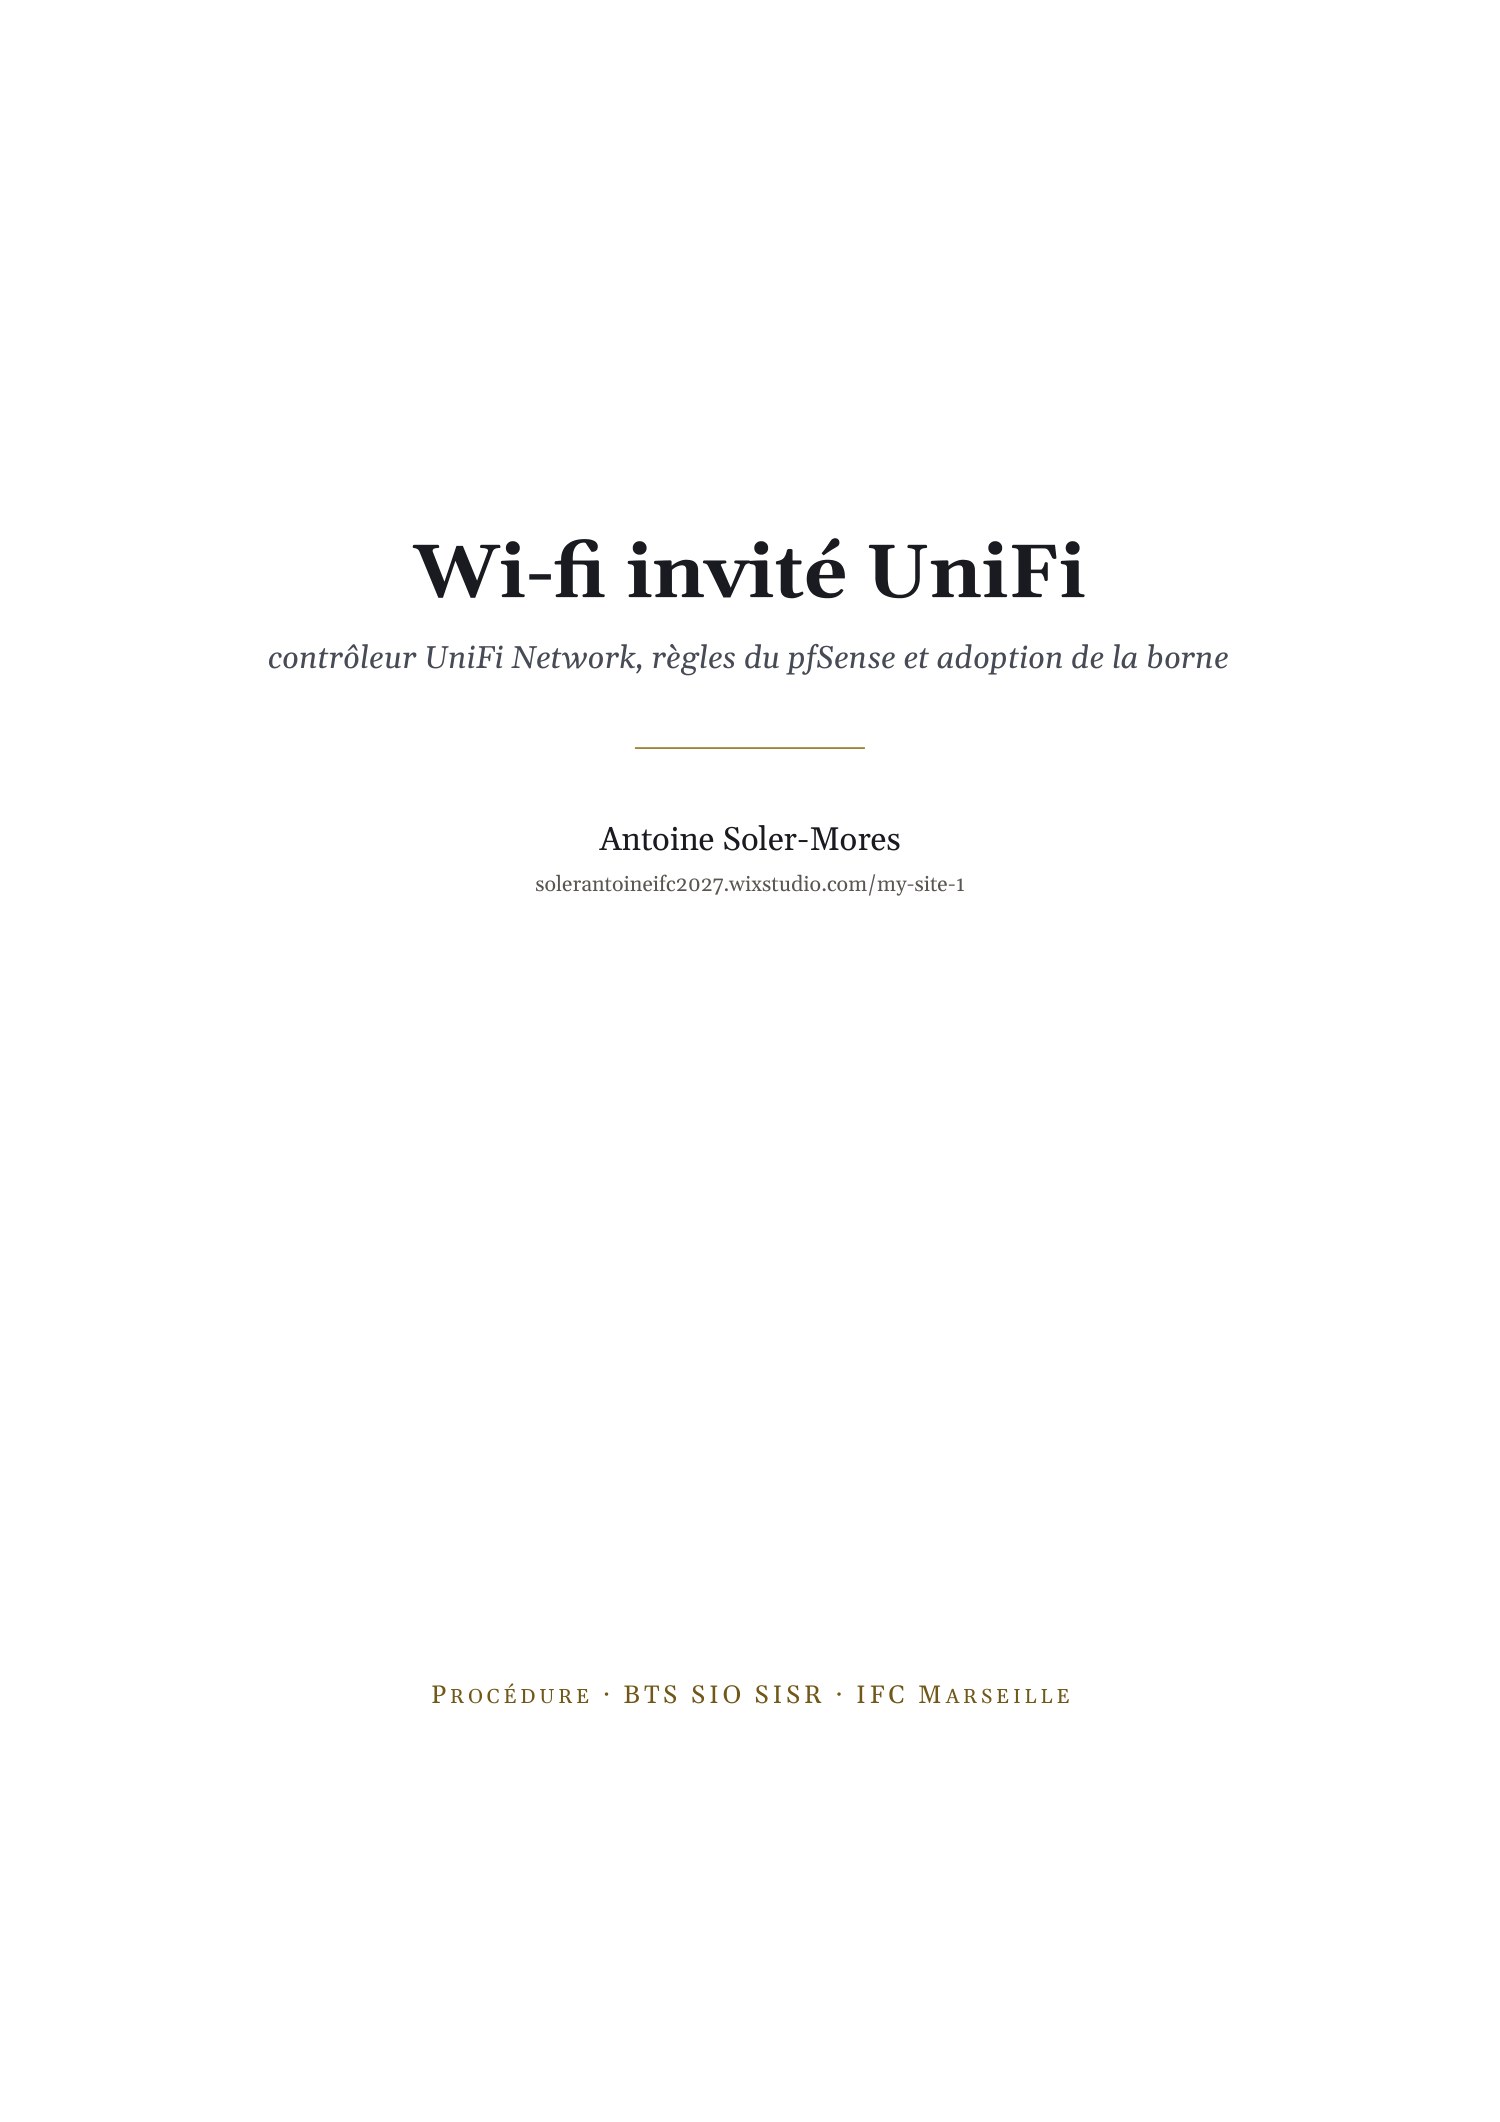 Wi-fi invité UniFi
contrôleur UniFi Network, règles du pfSense et adoption de la borne
Antoine Soler-Mores
solerantoineifc2027.wixstudio.com/my-site-1
Procédure · BTS SIO SISR · IFC Marseille